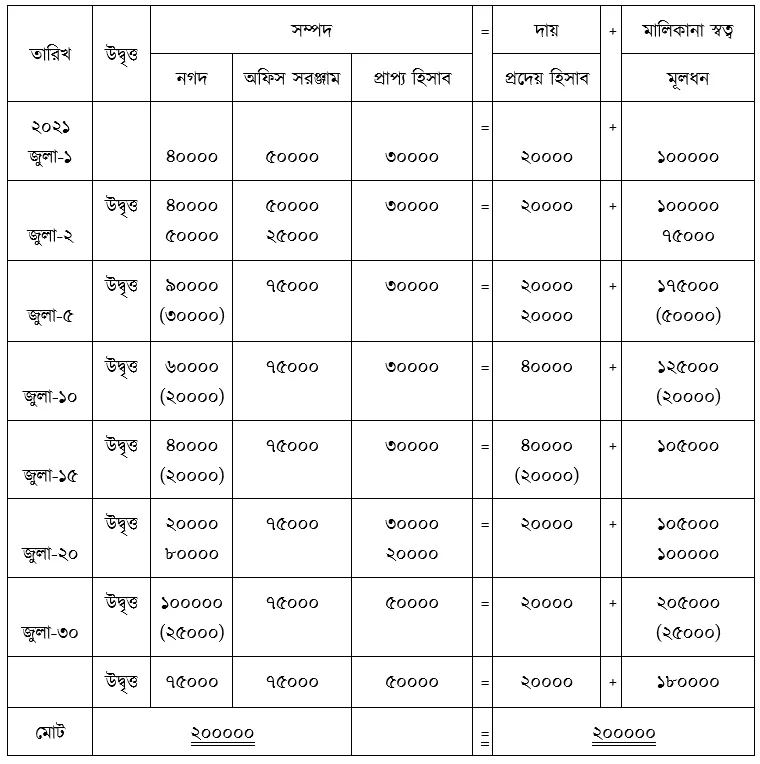 তারিখ উদ্বৃত্ত সম্পদ = দায় + মালিকানা স্বত্ব
নগদ অফিস সরঞ্জাম প্রাপ্য হিসাব প্রদেয় হিসাব মূলধন
২০২১ = +
জুলা-১ ৪০০০০ ৫০০০০ ৩০০০০ ২০০০০ ১০০০০০
উদ্বৃত্ত ৪০০০০ ৫০০০০ ৩০০০০ = ২০০০০ + ১০০০০০
জুলা-২ ৫০০০০ ২৫০০০ ৭৫০০০
উদ্বৃত্ত ৯০০০০ ৭৫০০০ ৩০০০০ = ২০০০০ + ১৭৫০০০
জুলা-৫ (৩০০০০) ২০০০০ (৫০০০০)
উদ্বৃত্ত ৬০০০০ ৭৫০০০ ৩০০০০ = ৪০০০০ + ১২৫০০০
জুলা-১০ (২০০০০) (২০০০০)
উদ্বৃত্ত ৪০০০০ ৭৫০০০ ৩০০০০ = ৪০০০০ + ১০৫০০০
জুলা-১৫ (২০০০০) (২০০০০)
উদ্বৃত্ত ২০০০০ ৭৫০০০ ৩০০০০ = ২০০০০ + ১০৫০০০
জুলা-২০ ৮০০০০ ২০০০০ ১০০০০০
উদ্বৃত্ত ১০০০০০ ৭৫০০০ ৫০০০০ = ২০০০০ + ২০৫০০০
জুলা-৩০ (২৫০০০) (২৫০০০)
উদ্বৃত্ত ৭৫০০০ ৭৫০০০ ৫০০০০ = ২০০০০ + ১৮০০০০
মোট ২০০০০০ = ২০০০০০